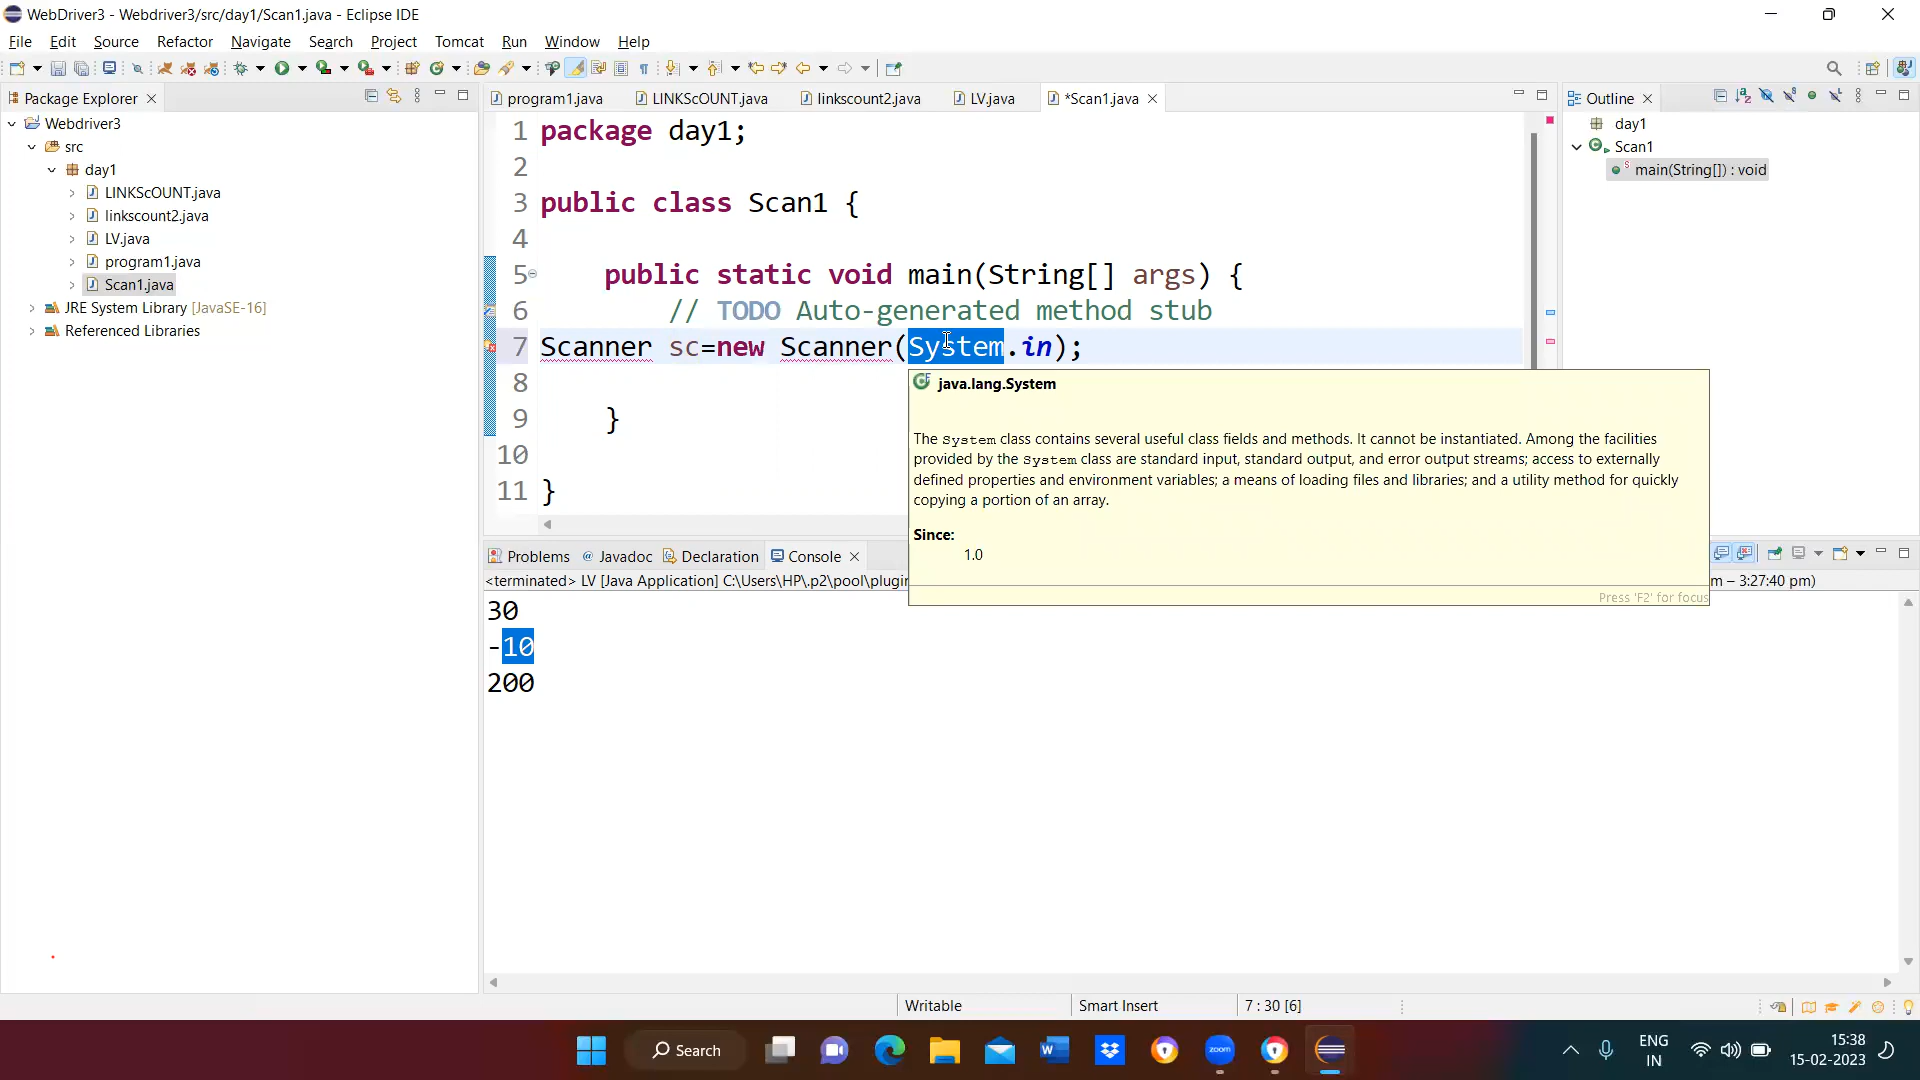 WebDriver3 - Webdriver3/src/day1/Scan1.java - Eclipse IDE
File Edit Source Refactor Navigate Search Project Tomcat Run Window Help
Package Explorer
Webdriver3
src
day1
LINKScOUNT.java
linkscount2.java
LV.java
program1.java
Scan1.java
JRE System Library [JavaSE-16]
Referenced Libraries
program1.java LINKScOUNT.java linkscount2.java LV.java *Scan1.java
1 package day1;
2
3 public class Scan1 {
4
5 public static void main(String[] args) {
6 // TODO Auto-generated method stub
7 Scanner sc=new Scanner(System.in);
8
9 }
10
11 }
java.lang.System
The System class contains several useful class fields and methods. It cannot be instantiated. Among the facilities
provided by the System class are standard input, standard output, and error output streams; access to externally
defined properties and environment variables; a means of loading files and libraries; and a utility method for quickly
copying a portion of an array.
Since:
1.0
Press 'F2' for focus
Outline
day1
Scan1
main(String[]) : void
Problems Javadoc Declaration Console
<terminated> LV [Java Application] C:\Users\HP\.p2\pool\plugin
m – 3:27:40 pm)
30
-10
200
Writable Smart Insert 7 : 30 [6]
Search
zoom
ENG
IN
15:38
15-02-2023